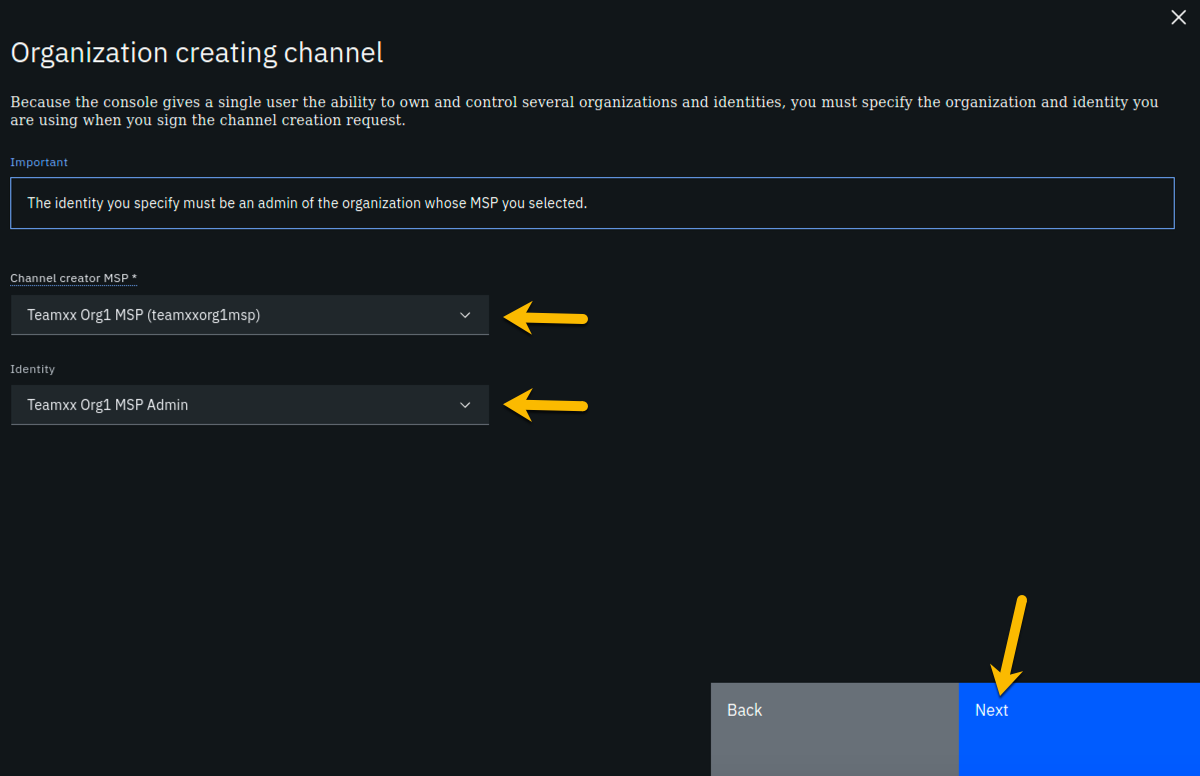 Organization creating channel
Because the console gives a single user the ability to own and control several organizations and identities, you must specify the organization and identity you
are using when you sign the channel creation request.
Important
The identity you specify must be an admin of the organization whose MSP you selected.
Channel creator MSP *
Teamxx Org1 MSP (teamxxorg1msp)
Identity
Teamxx Org1 MSP Admin
Back
Next